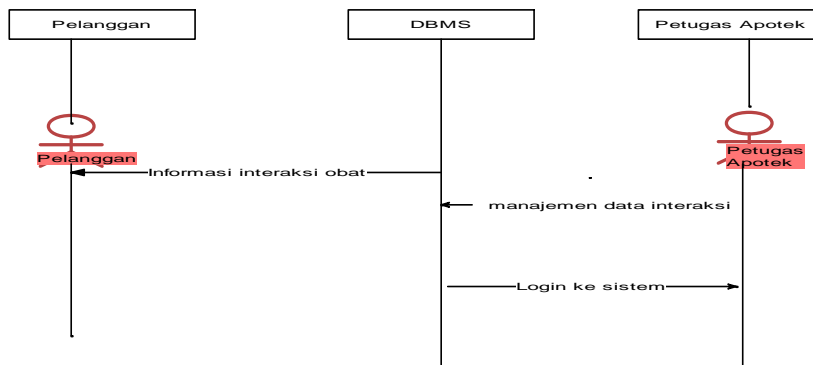 Pelanggan
DBMS
Petugas Apotek
Pelanggan
Petugas
Apotek
Informasi interaksi obat
manajemen data interaksi
Login ke sistem